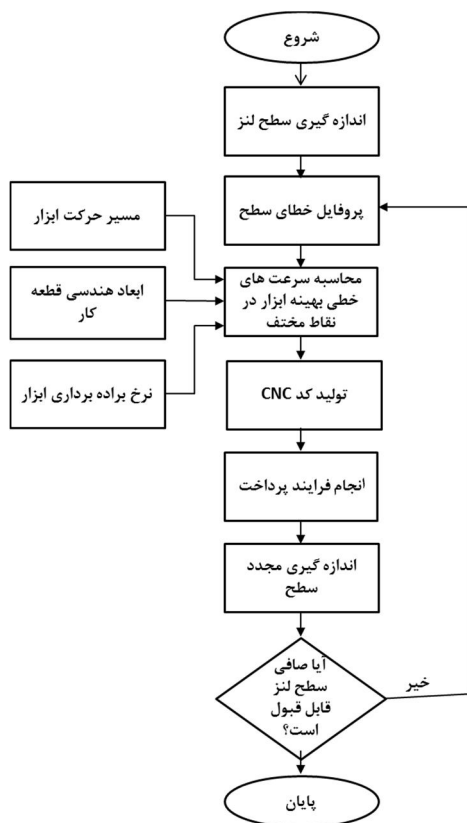 شروع
اندازه گیری سطح لنز
پروفایل خطای سطح
مسیر حرکت ابزار
محاسبه سرعت های
خطی بهینه ابزار در
نقاط مختف
ابعاد هندسی قطعه
کار
نرخ براده برداری ابزار
تولید کد CNC
انجام فرایند پرداخت
اندازه گیری مجدد
سطح
آیا صافی
سطح لنز
قابل قبول
است؟
خیر
پایان